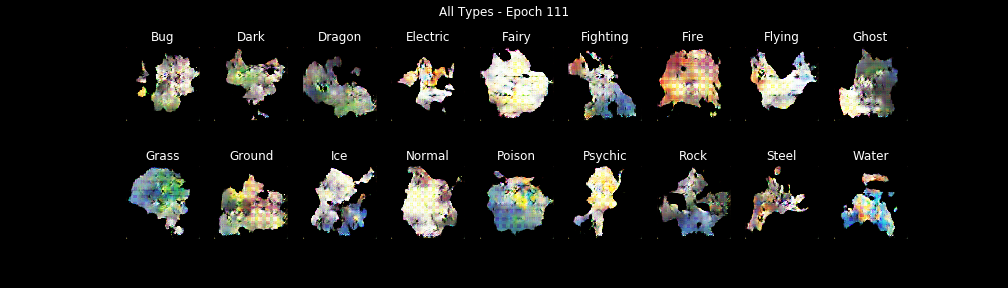 All Types - Epoch 111
Bug Dark Dragon Electric Fairy Fighting Fire Flying Ghost
Grass Ground Ice Normal Poison Psychic Rock Steel Water